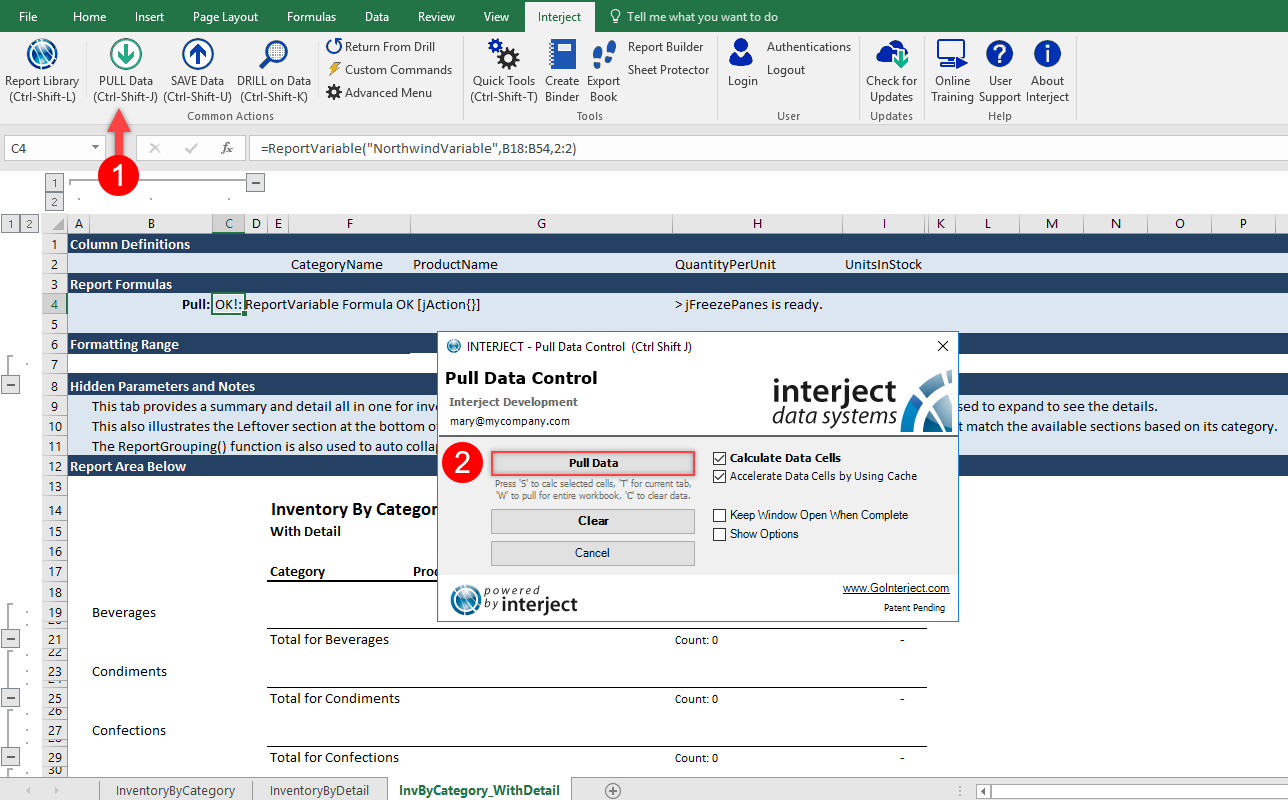 File Home Insert Page Layout Formulas Data Review View Interject Tell me what you want to do
Report Library
(Ctrl-Shift-L)
PULL Data
(Ctrl-Shift-J)
SAVE Data
(Ctrl-Shift-U)
DRILL on Data
(Ctrl-Shift-K)
Return From Drill
Custom Commands
Advanced Menu
Common Actions
Quick Tools
(Ctrl-Shift-T)
Create
Binder
Export
Book
Report Builder
Sheet Protector
Tools
Login
Authentications
Logout
User
Check for
Updates
Updates
Online
Training
User
Support
About
Interject
Help
1
C4 fx =ReportVariable("NorthwindVariable",B18:B54,2:2)
1
2
1 2 A B C D E F G H I K L M N O P
1 Column Definitions
2 CategoryName ProductName QuantityPerUnit UnitsInStock
3 Report Formulas
4 Pull: OK!: ReportVariable Formula OK [jAction{}] > jFreezePanes is ready.
5
6 Formatting Range
7
8 Hidden Parameters and Notes
9 This tab provides a summary and detail all in one for inv
sed to expand to see the details.
10 This also illustrates the Leftover section at the bottom o
t match the available sections based on its category.
11 The ReportGrouping() function is also used to auto collap
12 Report Area Below
13
14 Inventory By Categor
15 With Detail
16
17 Category Proc
18
19 Beverages
21 Total for Beverages Count: 0 -
22
23 Condiments
25 Total for Condiments Count: 0 -
26
27 Confections
29 Total for Confections Count: 0 -
30
INTERJECT - Pull Data Control (Ctrl Shift J)
Pull Data Control
Interject Development
mary@mycompany.com
interject
data systems
2
Pull Data
Press 'S' to calc selected cells, 'T' for current tab,
'W' to pull for entire workbook, 'C' to clear data.
Clear
Cancel
Calculate Data Cells
Accelerate Data Cells by Using Cache
Keep Window Open When Complete
Show Options
powered
by interject
www.GoInterject.com
Patent Pending
InventoryByCategory InventoryByDetail InvByCategory_WithDetail